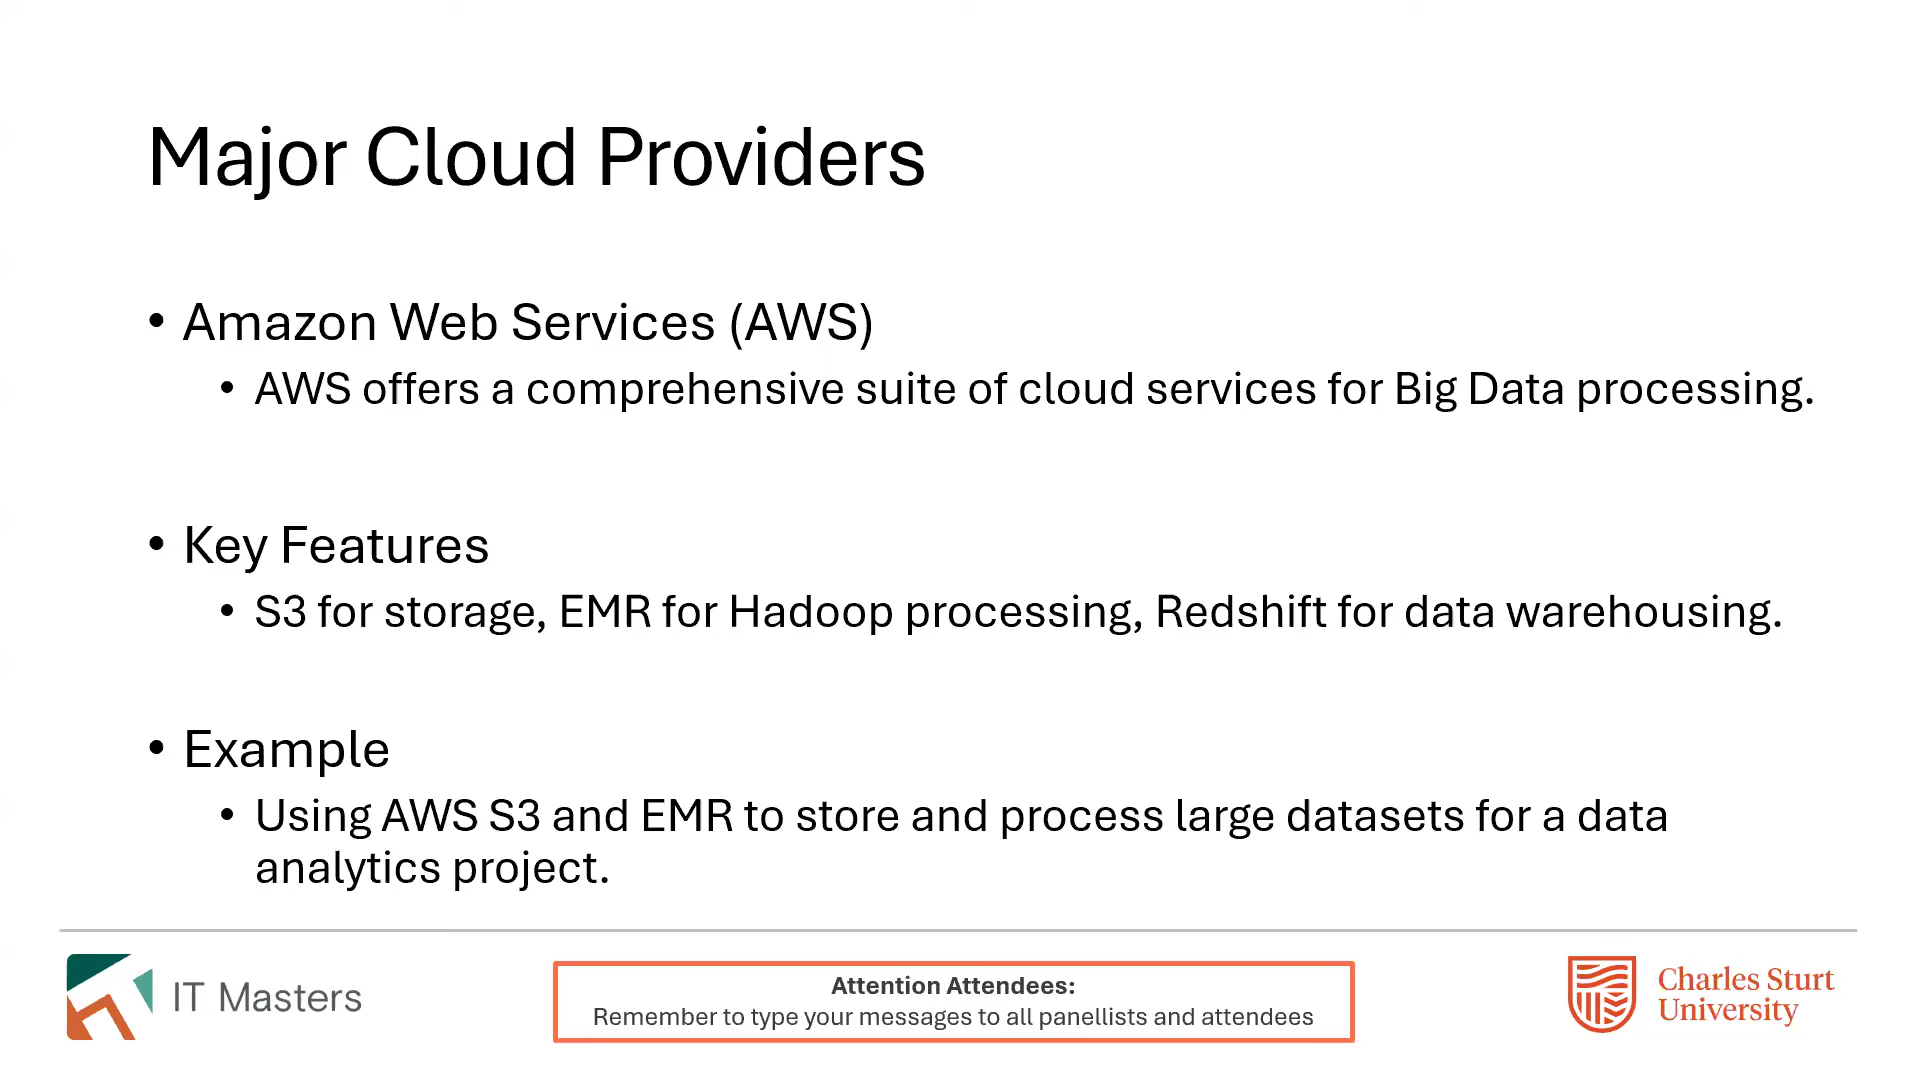 Major Cloud Providers
• Amazon Web Services (AWS)
• AWS offers a comprehensive suite of cloud services for Big Data processing.
• Key Features
• S3 for storage, EMR for Hadoop processing, Redshift for data warehousing.
• Example
• Using AWS S3 and EMR to store and process large datasets for a data
analytics project.
IT Masters
Attention Attendees:
Remember to type your messages to all panellists and attendees
Charles Sturt
University